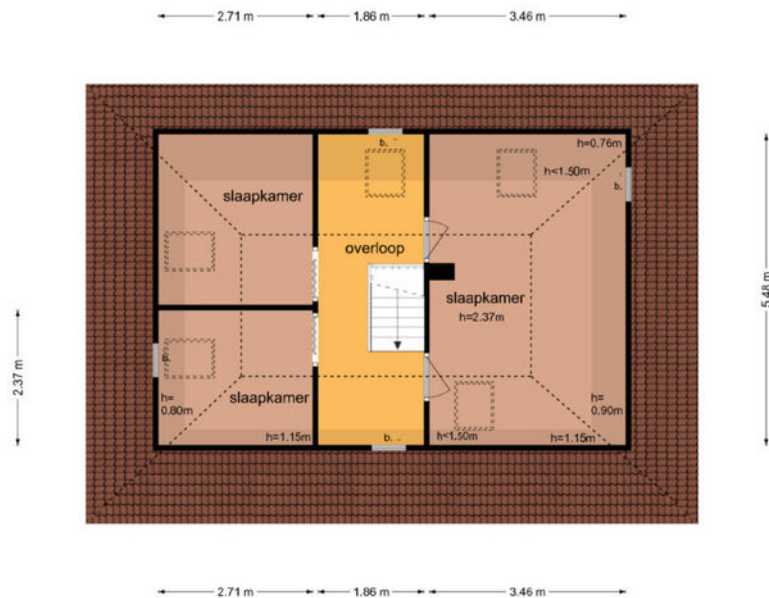 2.71 m
1.86 m
3.46 m
b.
h=0.76m
h<1.50m
b.
slaapkamer
overloop
slaapkamer
h=2.37m
5.48 m
2.37 m
slaapkamer
h=
0.80m
h=1.15m
b.
h<1.50m
h=
0.90m
h=1.15m
2.71 m
1.86 m
3.46 m